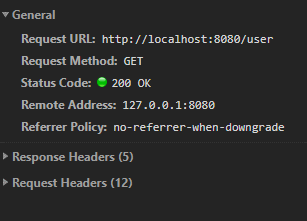 General
Request URL: http://localhost:8080/user
Request Method: GET
Status Code: 200 OK
Remote Address: 127.0.0.1:8080
Referrer Policy: no-referrer-when-downgrade
Response Headers (5)
Request Headers (12)